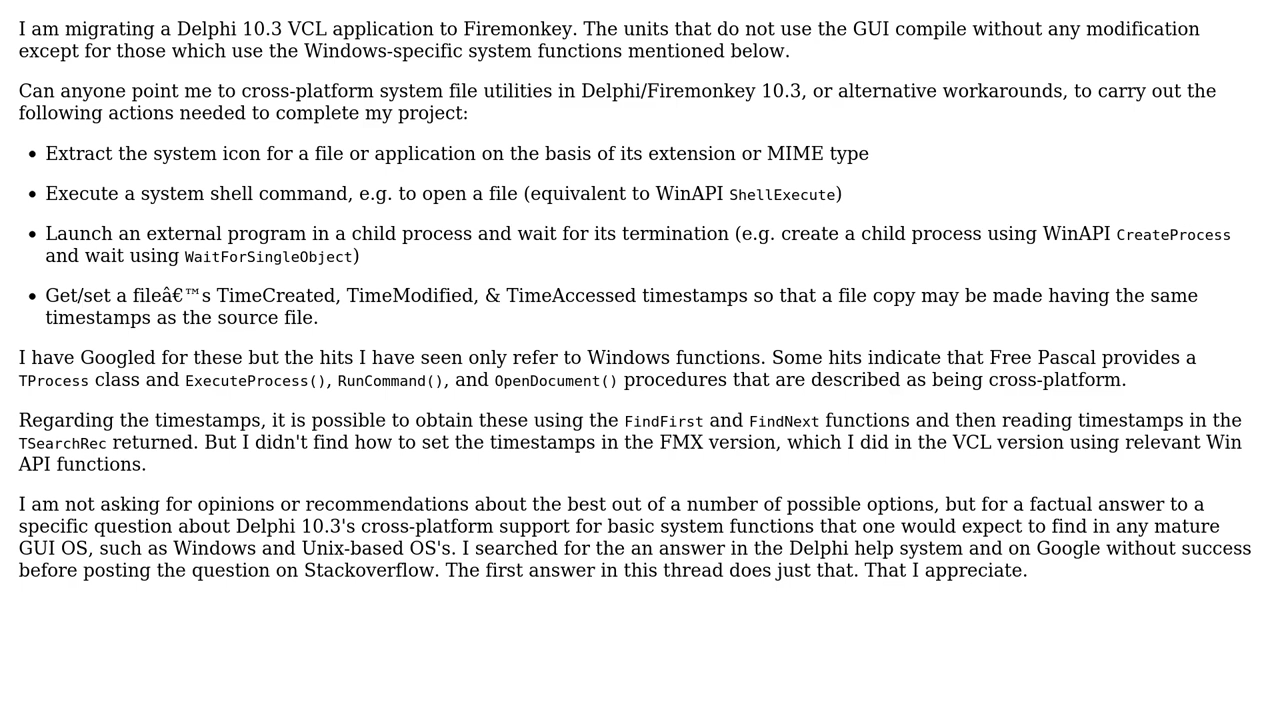 I am migrating a Delphi 10.3 VCL application to Firemonkey. The units that do not use the GUI compile without any modification
except for those which use the Windows-specific system functions mentioned below.
Can anyone point me to cross-platform system file utilities in Delphi/Firemonkey 10.3, or alternative workarounds, to carry out the
following actions needed to complete my project:
• Extract the system icon for a file or application on the basis of its extension or MIME type
• Execute a system shell command, e.g. to open a file (equivalent to WinAPI ShellExecute)
• Launch an external program in a child process and wait for its termination (e.g. create a child process using WinAPI CreateProcess
and wait using WaitForSingleObject)
• Get/set a fileâ€™s TimeCreated, TimeModified, & TimeAccessed timestamps so that a file copy may be made having the same
timestamps as the source file.
I have Googled for these but the hits I have seen only refer to Windows functions. Some hits indicate that Free Pascal provides a
TProcess class and ExecuteProcess(), RunCommand(), and OpenDocument() procedures that are described as being cross-platform.
Regarding the timestamps, it is possible to obtain these using the FindFirst and FindNext functions and then reading timestamps in the
TSearchRec returned. But I didn't find how to set the timestamps in the FMX version, which I did in the VCL version using relevant Win
API functions.
I am not asking for opinions or recommendations about the best out of a number of possible options, but for a factual answer to a
specific question about Delphi 10.3's cross-platform support for basic system functions that one would expect to find in any mature
GUI OS, such as Windows and Unix-based OS's. I searched for the an answer in the Delphi help system and on Google without success
before posting the question on Stackoverflow. The first answer in this thread does just that. That I appreciate.